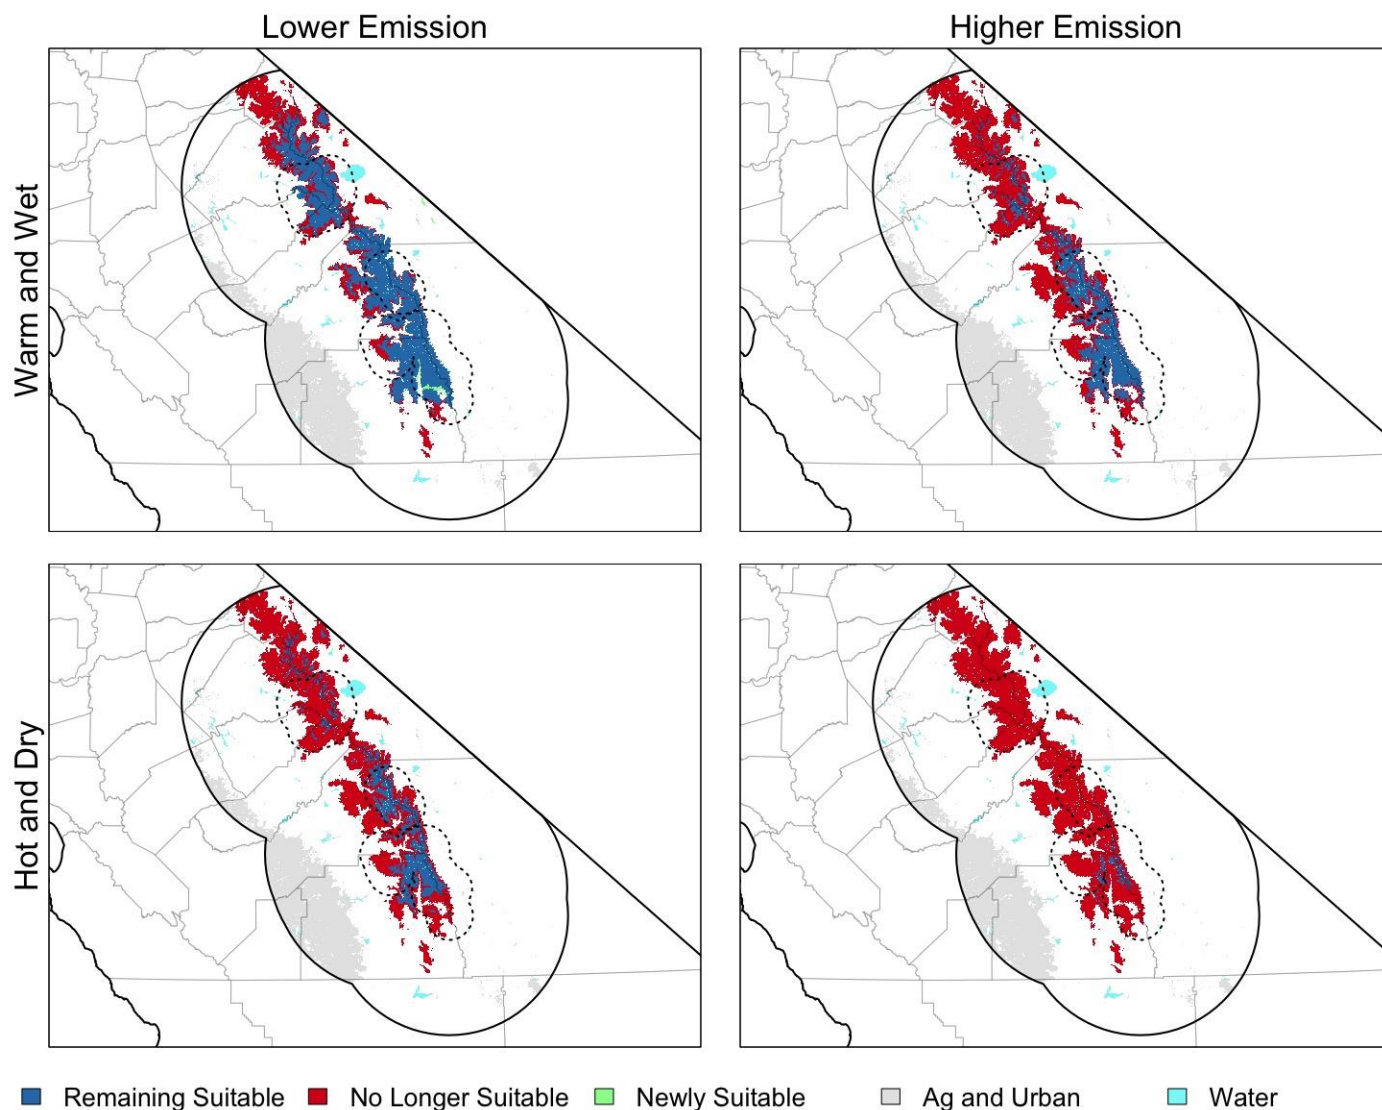 Lower Emission
Higher Emission
Warm and Wet
Hot and Dry
Remaining Suitable
No Longer Suitable
Newly Suitable
Ag and Urban
Water